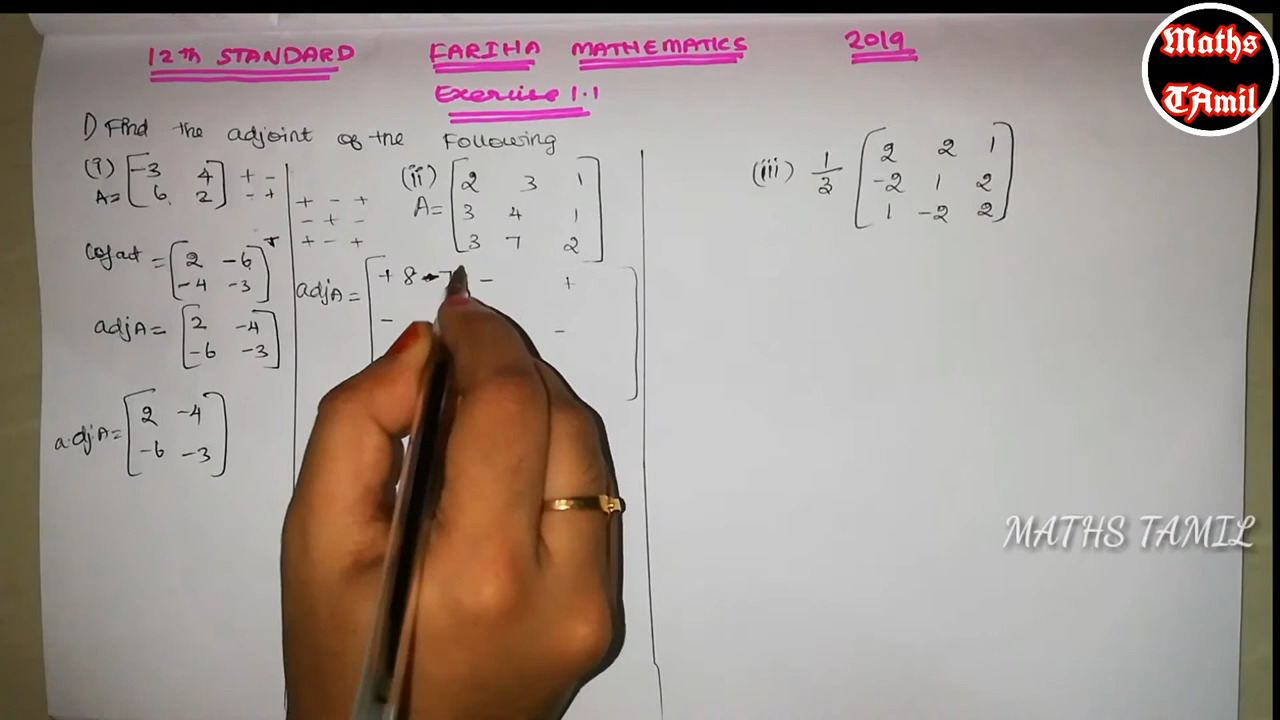 12th STANDARD FARIHA MATHEMATICS 2019
Exercise 1.1
1) Find the adjoint of the following
(i) A= [-3 4
6 2] + -
- +
Cofact = [2 -6
-4 -3]ᵀ
adjA = [2 -4
-6 -3]
adjA = [2 -4
-6 -3]
+ - +
- + -
+ - +
(ii) A= [2 3 1
3 4 1
3 7 2]
adjA = [+ 8-7 - +
- -
(iii) 1/3 [2 2 1
-2 1 2
1 -2 2]
Maths
TAmil
MATHS TAMIL